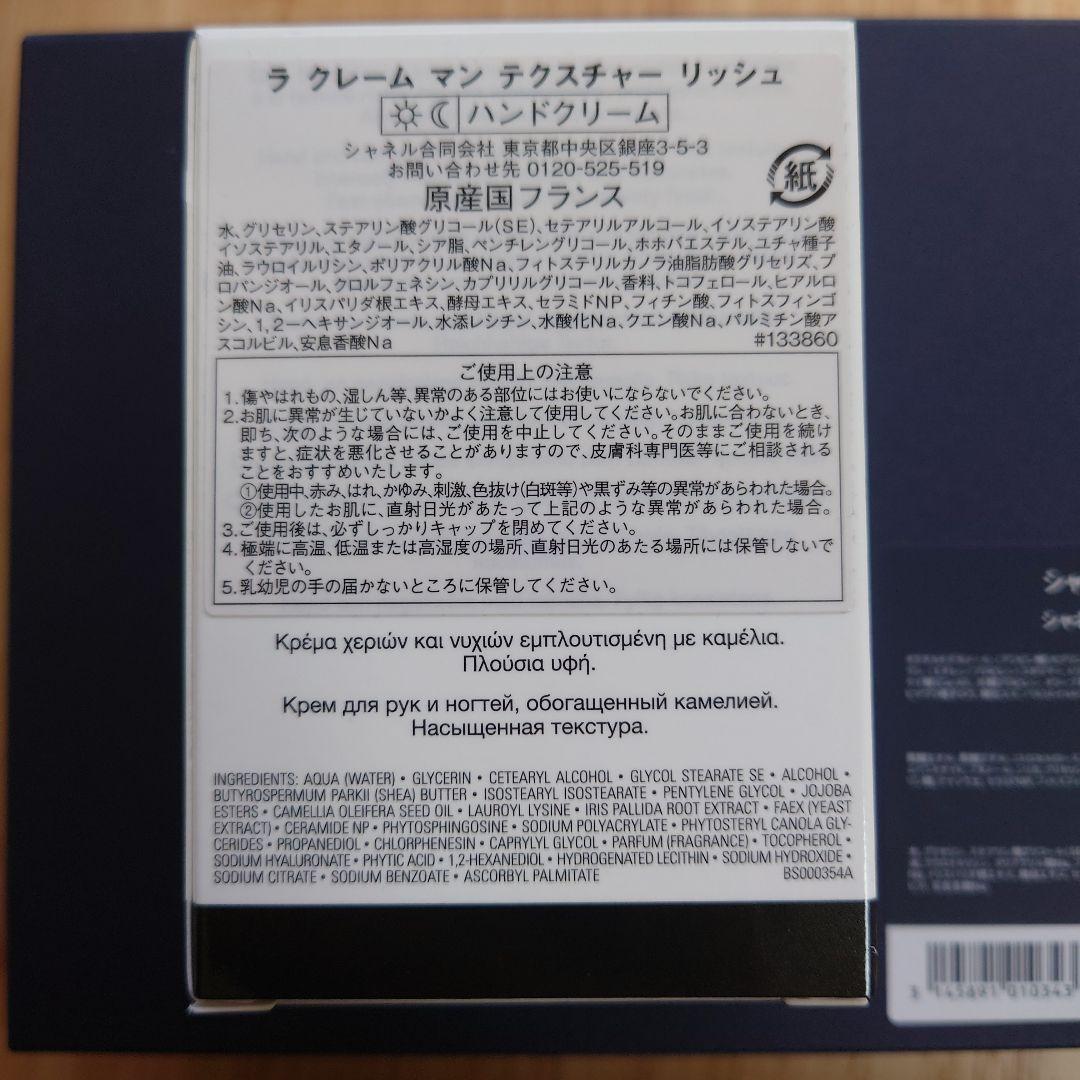 ラ クレーム マン テクスチャー リッシュ
ハンドクリーム
シャネル合同会社 東京都中央区銀座3-5-3
お問い合わせ先 0120-525-519
紙
原産国フランス
水、グリセリン、ステアリン酸グリコール(SE)、セテアリルアルコール、イソステアリン酸
イソステアリル、エタノール、シア脂、ペンチレングリコール、ホホバエステル、ユチャ種子
油、ラウロイルリシン、ポリアクリル酸Na、フィトステリルカノラ油脂肪酸グリセリズ、プ
ロパンジオール、クロルフェネシン、カプリリルグリコール、香料、トコフェロール、ヒアルロ
ン酸Na、イリスパリダ根エキス、酵母エキス、セラミドNP、フィチン酸、フィトスフィンゴ
シン、1,2-ヘキサンジオール、水添レシチン、水酸化Na、クエン酸Na、パルミチン酸ア
スコルビル、安息香酸Na #133860
ご使用上の注意
1.傷やはれもの、湿しん等、異常のある部位にはお使いにならないでください。
2.お肌に異常が生じていないかよく注意して使用してください。お肌に合わないとき、
即ち、次のような場合には、ご使用を中止してください。そのままご使用を続け
ますと、症状を悪化させることがありますので、皮膚科専門医等にご相談される
ことをおすすめいたします。
①使用中、赤み、はれ、かゆみ、刺激、色抜け(白斑等)や黒ずみ等の異常があらわれた場合。
②使用したお肌に、直射日光があたって上記のような異常があらわれた場合。
3.ご使用後は、必ずしっかりキャップを閉めてください。
4.極端に高温、低温または高湿度の場所、直射日光のあたる場所には保管しないで
ください。
5.乳幼児の手の届かないところに保管してください。
Κρέμα χεριών και νυχιών εμπλουτισμένη με καμέλια.
Πλούσια υφή.
Крем для рук и ногтей, обогащенный камелией.
Насыщенная текстура.
INGREDIENTS: AQUA (WATER) • GLYCERIN • CETEARYL ALCOHOL • GLYCOL STEARATE SE • ALCOHOL •
BUTYROSPERMUM PARKII (SHEA) BUTTER • ISOSTEARYL ISOSTEARATE • PENTYLENE GLYCOL • JOJOBA
ESTERS • CAMELLIA OLEIFERA SEED OIL • LAUROYL LYSINE • IRIS PALLIDA ROOT EXTRACT • FAEX (YEAST
EXTRACT) • CERAMIDE NP • PHYTOSPHINGOSINE • SODIUM POLYACRYLATE • PHYTOSTERYL CANOLA GLY-
CERIDES • PROPANEDIOL • CHLORPHENESIN • CAPRYLYL GLYCOL • PARFUM (FRAGRANCE) • TOCOPHEROL •
SODIUM HYALURONATE • PHYTIC ACID • 1,2-HEXANEDIOL • HYDROGENATED LECITHIN • SODIUM HYDROXIDE •
SODIUM CITRATE • SODIUM BENZOATE • ASCORBYL PALMITATE BS000354A
シャ
シャネ
3 145891 010343